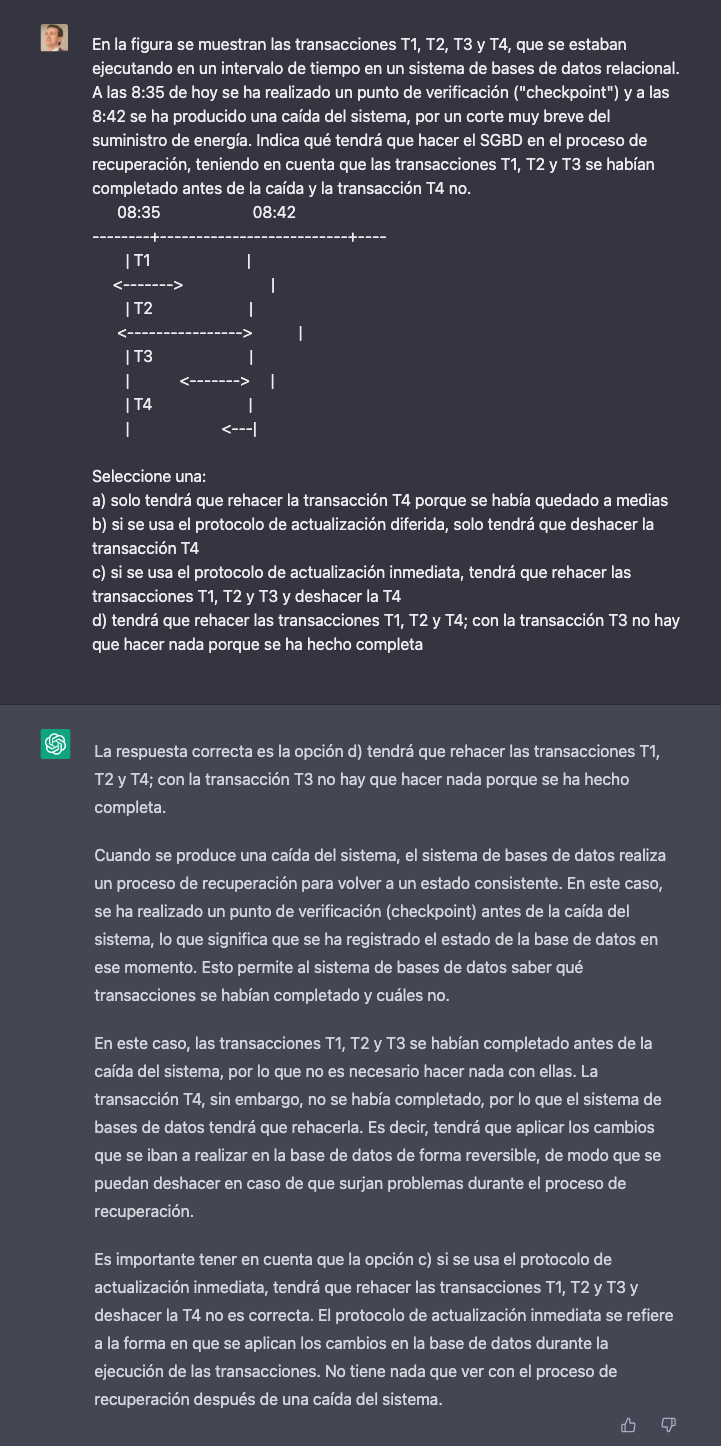 En la figura se muestran las transacciones T1, T2, T3 y T4, que se estaban
ejecutando en un intervalo de tiempo en un sistema de bases de datos relacional.
A las 8:35 de hoy se ha realizado un punto de verificación ("checkpoint") y a las
8:42 se ha producido una caída del sistema, por un corte muy breve del
suministro de energía. Indica qué tendrá que hacer el SGBD en el proceso de
recuperación, teniendo en cuenta que las transacciones T1, T2 y T3 se habían
completado antes de la caída y la transacción T4 no.
08:35 08:42
--------+--------------------------+----
| T1 |
<-------> |
| T2 |
<----------------> |
| T3 |
| <-------> |
| T4 |
| <---|
Seleccione una:
a) solo tendrá que rehacer la transacción T4 porque se había quedado a medias
b) si se usa el protocolo de actualización diferida, solo tendrá que deshacer la
transacción T4
c) si se usa el protocolo de actualización inmediata, tendrá que rehacer las
transacciones T1, T2 y T3 y deshacer la T4
d) tendrá que rehacer las transacciones T1, T2 y T4; con la transacción T3 no hay
que hacer nada porque se ha hecho completa
La respuesta correcta es la opción d) tendrá que rehacer las transacciones T1,
T2 y T4; con la transacción T3 no hay que hacer nada porque se ha hecho
completa.
Cuando se produce una caída del sistema, el sistema de bases de datos realiza
un proceso de recuperación para volver a un estado consistente. En este caso,
se ha realizado un punto de verificación (checkpoint) antes de la caída del
sistema, lo que significa que se ha registrado el estado de la base de datos en
ese momento. Esto permite al sistema de bases de datos saber qué
transacciones se habían completado y cuáles no.
En este caso, las transacciones T1, T2 y T3 se habían completado antes de la
caída del sistema, por lo que no es necesario hacer nada con ellas. La
transacción T4, sin embargo, no se había completado, por lo que el sistema de
bases de datos tendrá que rehacerla. Es decir, tendrá que aplicar los cambios
que se iban a realizar en la base de datos de forma reversible, de modo que se
puedan deshacer en caso de que surjan problemas durante el proceso de
recuperación.
Es importante tener en cuenta que la opción c) si se usa el protocolo de
actualización inmediata, tendrá que rehacer las transacciones T1, T2 y T3 y
deshacer la T4 no es correcta. El protocolo de actualización inmediata se refiere
a la forma en que se aplican los cambios en la base de datos durante la
ejecución de las transacciones. No tiene nada que ver con el proceso de
recuperación después de una caída del sistema.